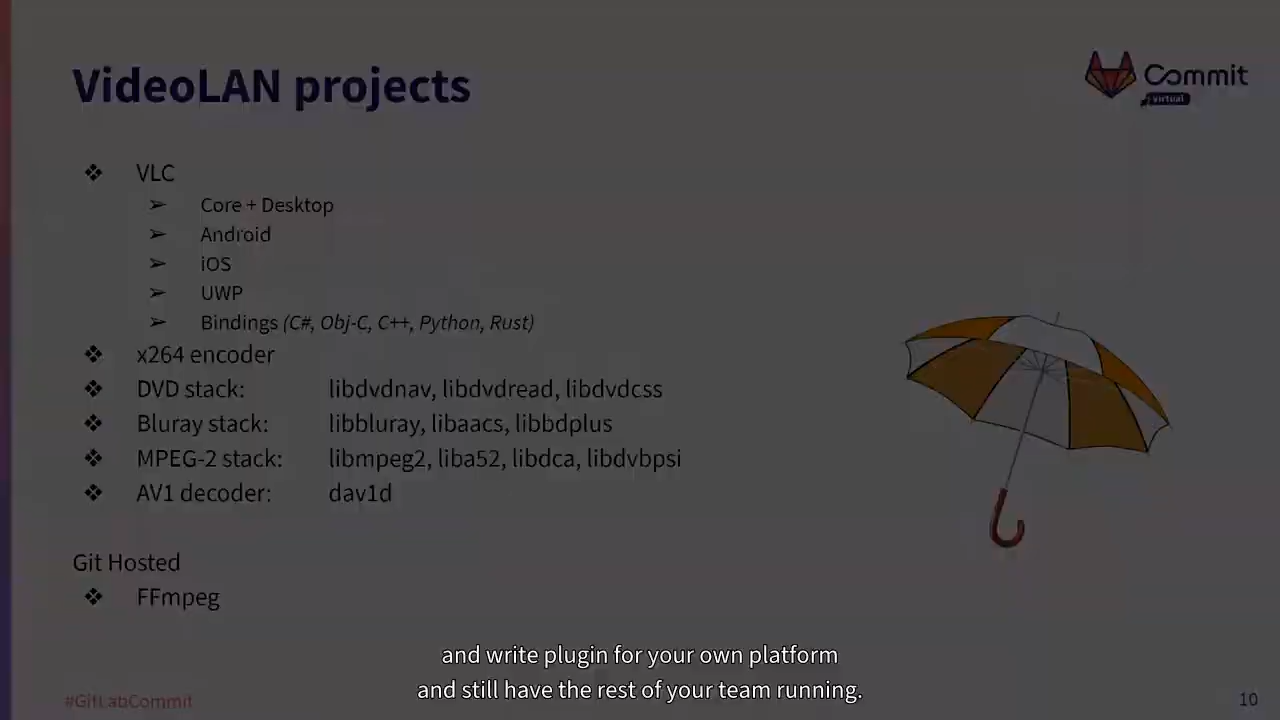 VideoLAN projects
Commit
virtual
❖ VLC
➢ Core + Desktop
➢ Android
➢ iOS
➢ UWP
➢ Bindings (C#, Obj-C, C++, Python, Rust)
❖ x264 encoder
❖ DVD stack: libdvdnav, libdvdread, libdvdcss
❖ Bluray stack: libbluray, libaacs, libbdplus
❖ MPEG-2 stack: libmpeg2, liba52, libdca, libdvbpsi
❖ AV1 decoder: dav1d
Git Hosted
❖ FFmpeg
and write plugin for your own platform
and still have the rest of your team running.
#GitLabCommit
10